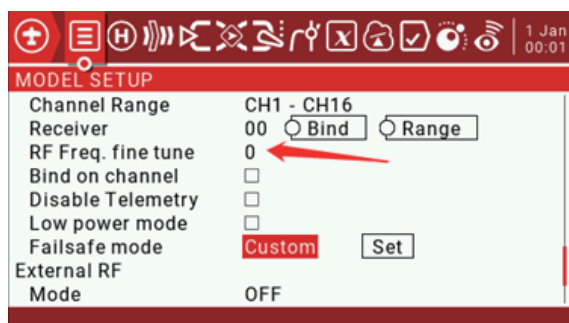 1 Jan
00:01
MODEL SETUP
Channel Range CH1 - CH16
Receiver 00 Bind Range
RF Freq. fine tune 0
Bind on channel
Disable Telemetry
Low power mode
Failsafe mode Custom Set
External RF
Mode OFF